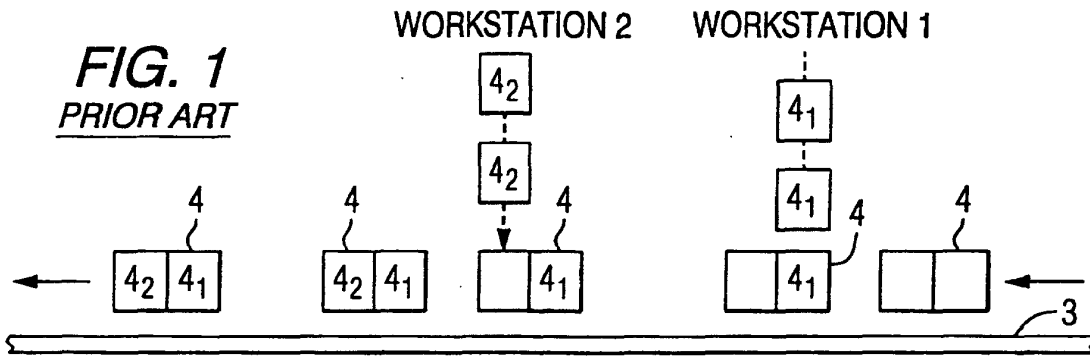 WORKSTATION 2 WORKSTATION 1
FIG. 1
PRIOR ART
4₂
4₁
4₂
4₁
4 4 4 4 4
4₂ 4₁ 4₂ 4₁ 4₁ 4₁
3